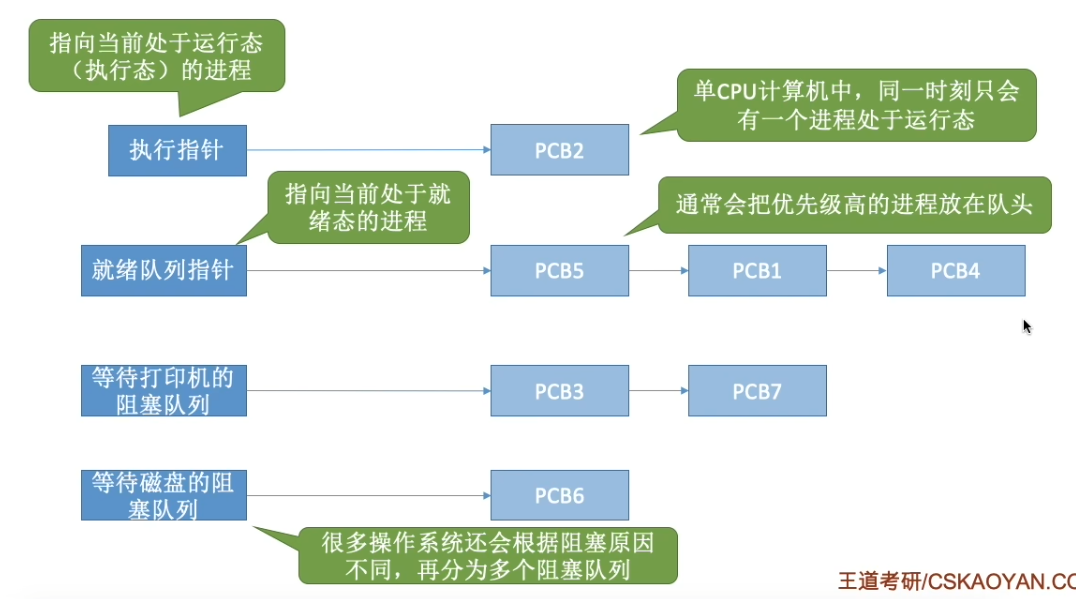 指向当前处于运行态
（执行态）的进程
单CPU计算机中，同一时刻只会
有一个进程处于运行态
执行指针
PCB2
指向当前处于就
绪态的进程
通常会把优先级高的进程放在队头
就绪队列指针
PCB5
PCB1
PCB4
等待打印机的
阻塞队列
PCB3
PCB7
等待磁盘的阻
塞队列
PCB6
很多操作系统还会根据阻塞原因
不同，再分为多个阻塞队列
王道考研/CSKAOYAN.CO